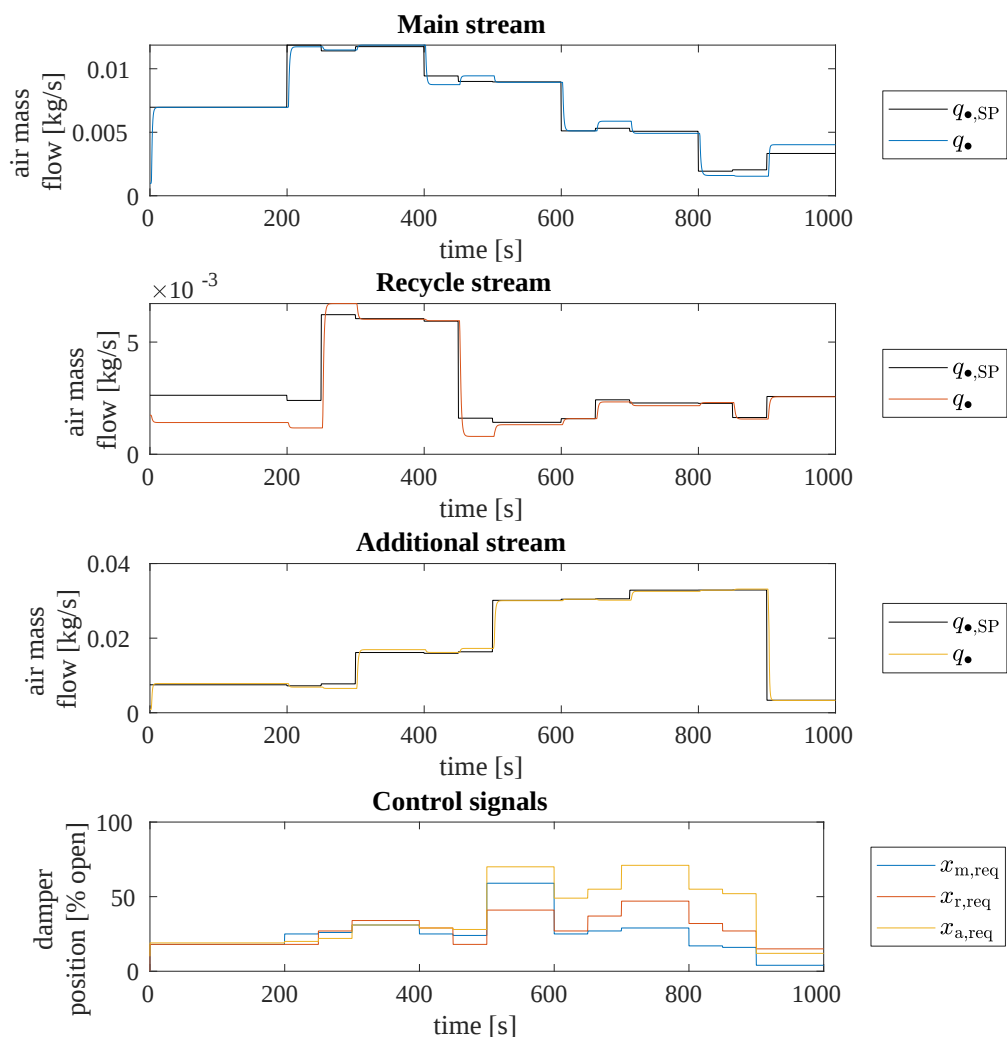 Main stream
0.01
0.005
0
air mass
flow [kg/s]
0 200 400 600 800 1000
time [s]
q•,SP
q•
Recycle stream
×10 -3
5
0
air mass
flow [kg/s]
0 200 400 600 800 1000
time [s]
q•,SP
q•
Additional stream
0.04
0.02
0
air mass
flow [kg/s]
0 200 400 600 800 1000
time [s]
q•,SP
q•
Control signals
100
50
0
damper
position [% open]
0 200 400 600 800 1000
time [s]
xm,req
xr,req
xa,req